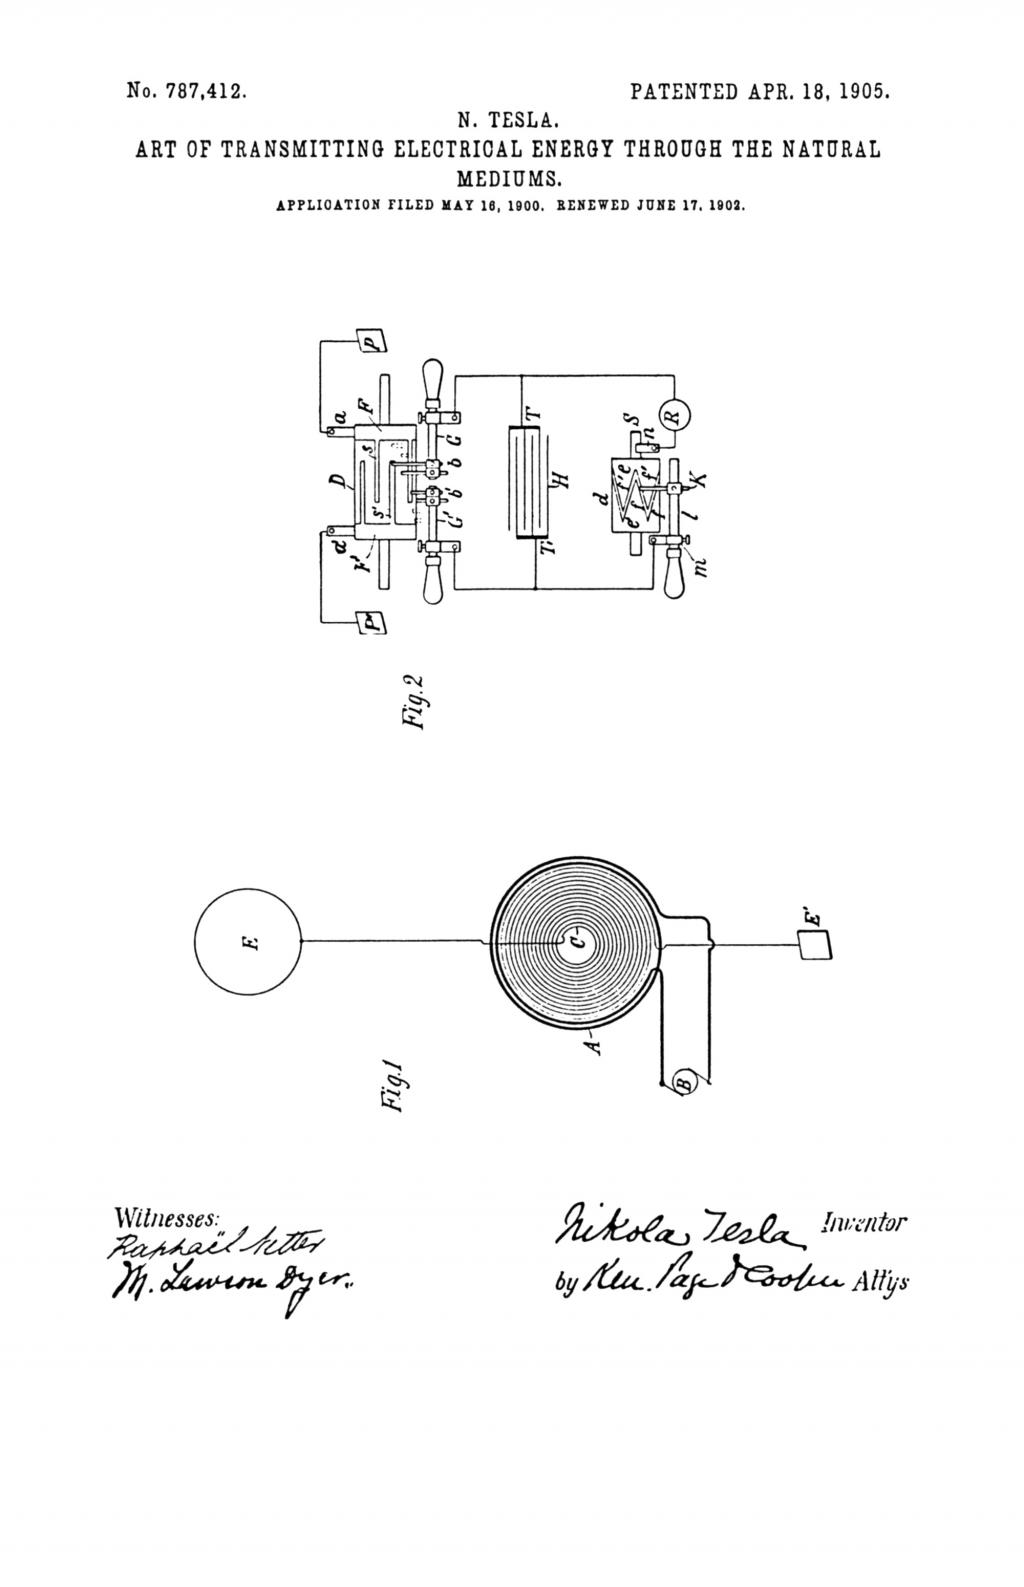 No. 787,412.
PATENTED APR. 18, 1905.
N. TESLA.
ART OF TRANSMITTING ELECTRICAL ENERGY THROUGH THE NATURAL
MEDIUMS.
APPLICATION FILED MAY 16, 1900. RENEWED JUNE 17, 1902.
P
a
F
D
s
s'
a'
F'
P'
G
b
b'
G'
T
H
T'
S
n
R
d
e
f'
f'
e
f
f
K
l
m
Fig. 2
E
C
A
B
E'
Fig. 1
Witnesses:
Raphaël Netter
M. Lawson Dyer.
Nikola Tesla Inventor
by Kerr, Page & Cooper Att'ys